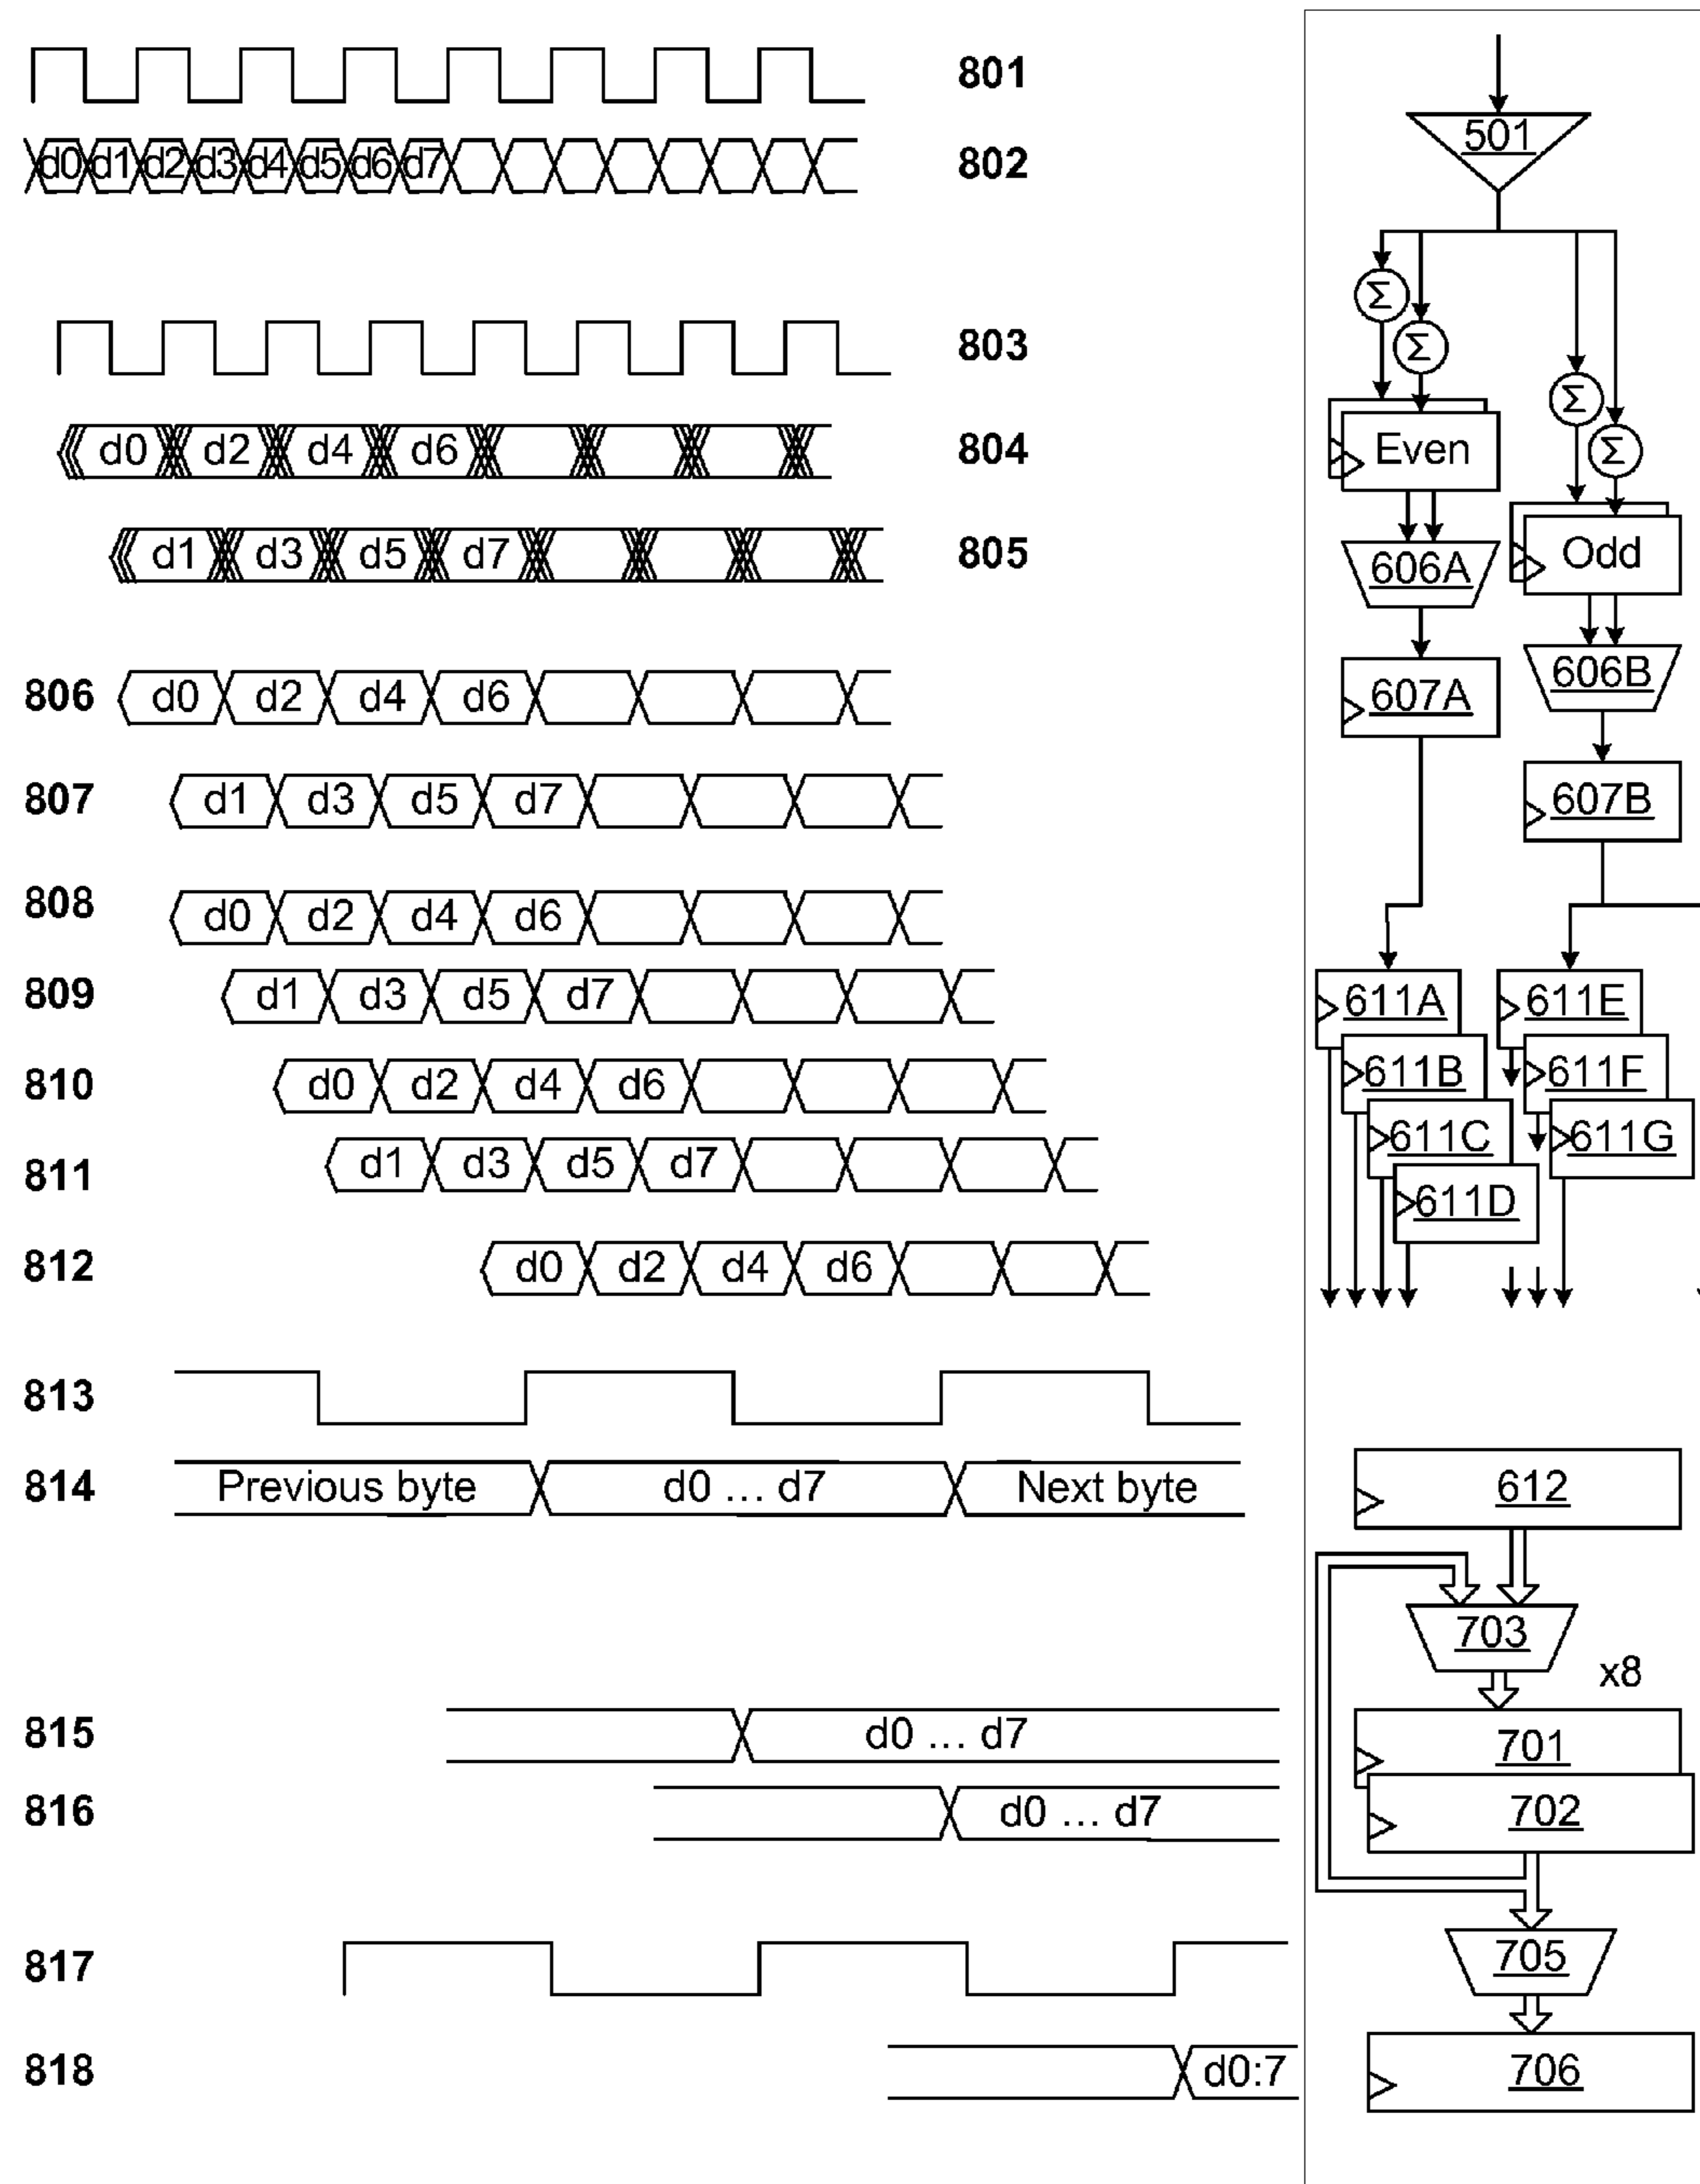 801
d0 d1 d2 d3 d4 d5 d6 d7 802
803
d0 d2 d4 d6 804
d1 d3 d5 d7 805
806 d0 d2 d4 d6
807 d1 d3 d5 d7
808 d0 d2 d4 d6
809 d1 d3 d5 d7
810 d0 d2 d4 d6
811 d1 d3 d5 d7
812 d0 d2 d4 d6
813
814 Previous byte d0 ... d7 Next byte
815 d0 ... d7
816 d0 ... d7
817
818 d0:7
501
Σ
Σ
Σ
Σ
Even
Odd
606A
606B
607A
607B
611A 611E
611B 611F
611C 611G
611D
612
703
x8
701
702
705
706